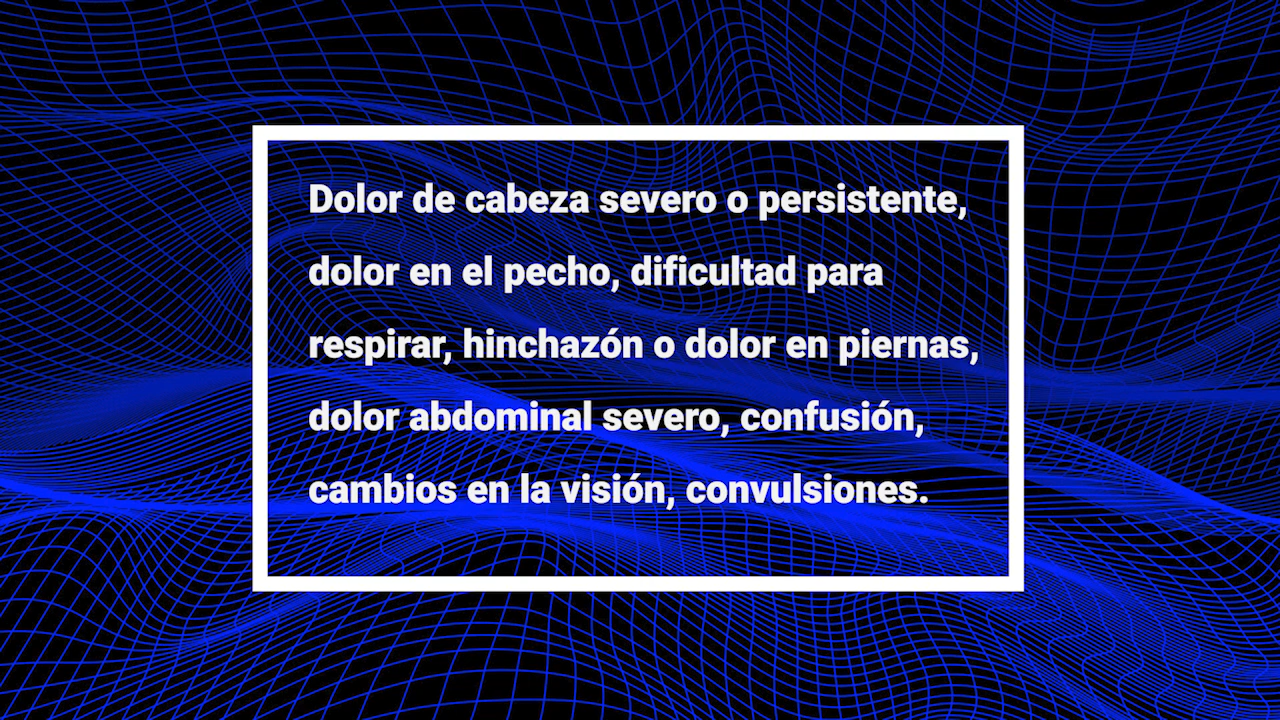 Dolor de cabeza severo o persistente,
dolor en el pecho, dificultad para
respirar, hinchazón o dolor en piernas,
dolor abdominal severo, confusión,
cambios en la visión, convulsiones.